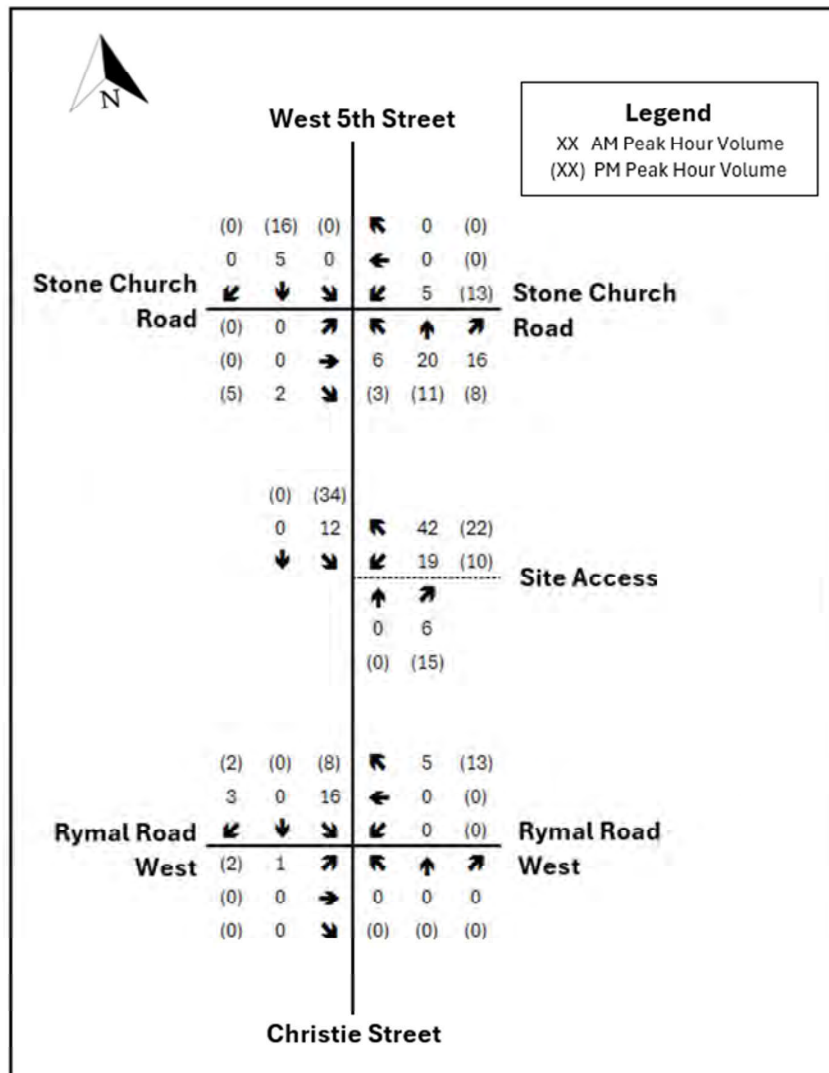 N
Legend
XX AM Peak Hour Volume
(XX) PM Peak Hour Volume
West 5th Street
(0) (16) (0) 0 (0)
0 5 0 0 (0)
Stone Church
Road
5 (13)
Stone Church
Road
(0) 0
(0) 0 6 20 16
(5) 2 (3) (11) (8)
(0) (34)
0 12 42 (22)
19 (10)
Site Access
0 6
(0) (15)
(2) (0) (8) 5 (13)
3 0 16 0 (0)
Rymal Road
West
0 (0)
Rymal Road
West
(2) 1
(0) 0 0 0 0
(0) 0 (0) (0) (0)
Christie Street